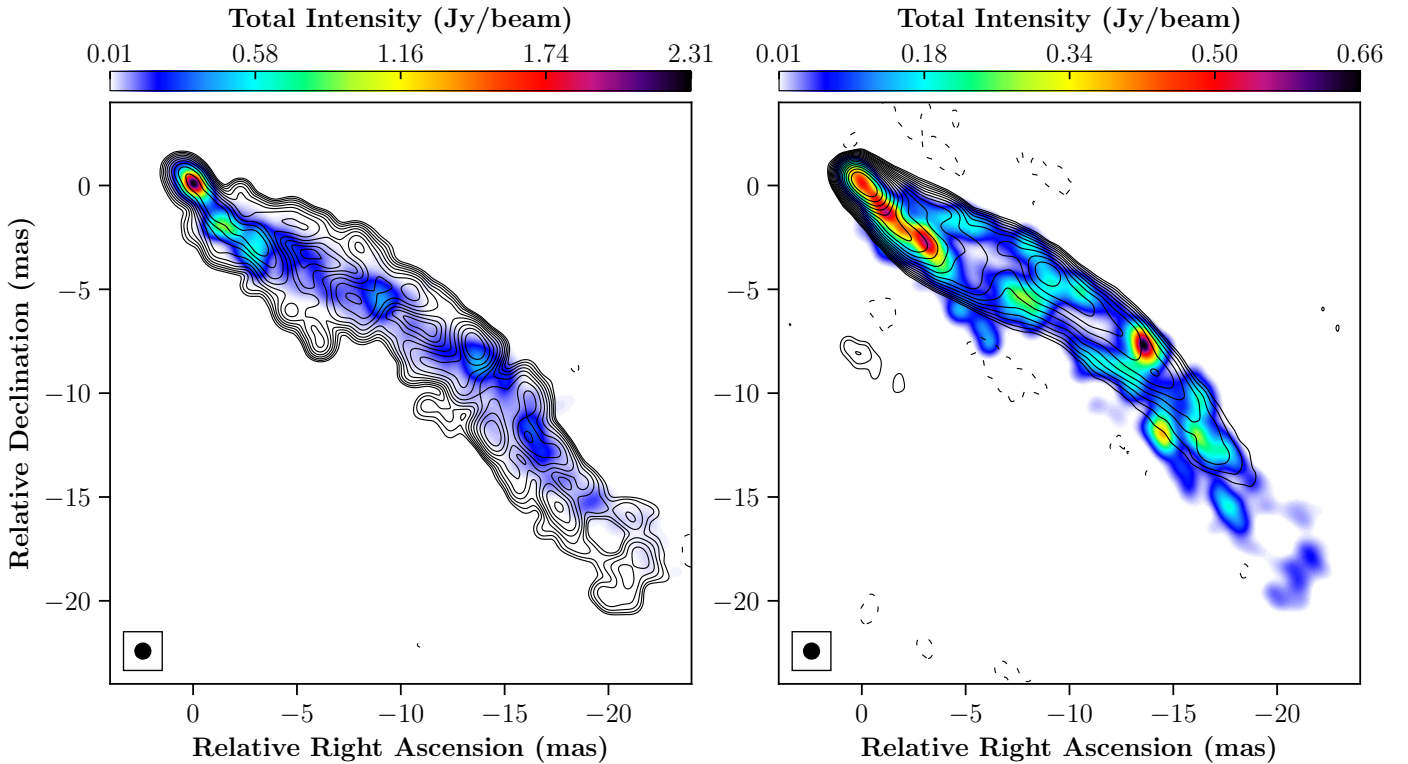 Total Intensity (Jy/beam) Total Intensity (Jy/beam)
0.01 0.58 1.16 1.74 2.31 0.01 0.18 0.34 0.50 0.66
0 0
−5 −5
−10 −10
−15 −15
−20 −20
Relative Declination (mas)
0 −5 −10 −15 −20 0 −5 −10 −15 −20
Relative Right Ascension (mas) Relative Right Ascension (mas)